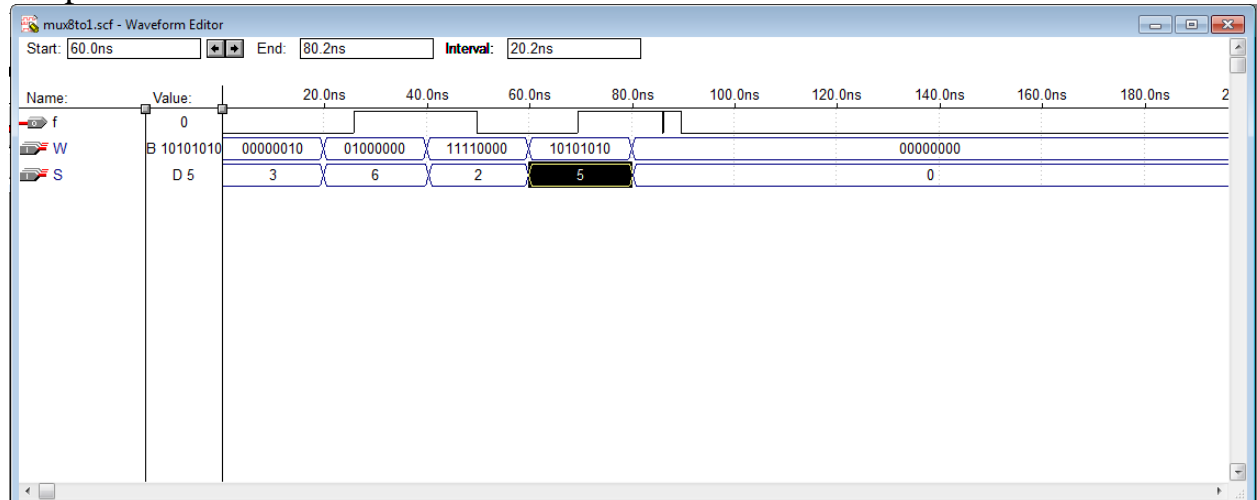 mux8to1.scf - Waveform Editor
Start: 60.0ns End: 80.2ns Interval: 20.2ns
Name: Value: 20.0ns 40.0ns 60.0ns 80.0ns 100.0ns 120.0ns 140.0ns 160.0ns 180.0ns 2
f 0
W B 10101010 00000010 01000000 11110000 10101010 00000000
S D 5 3 6 2 5 0